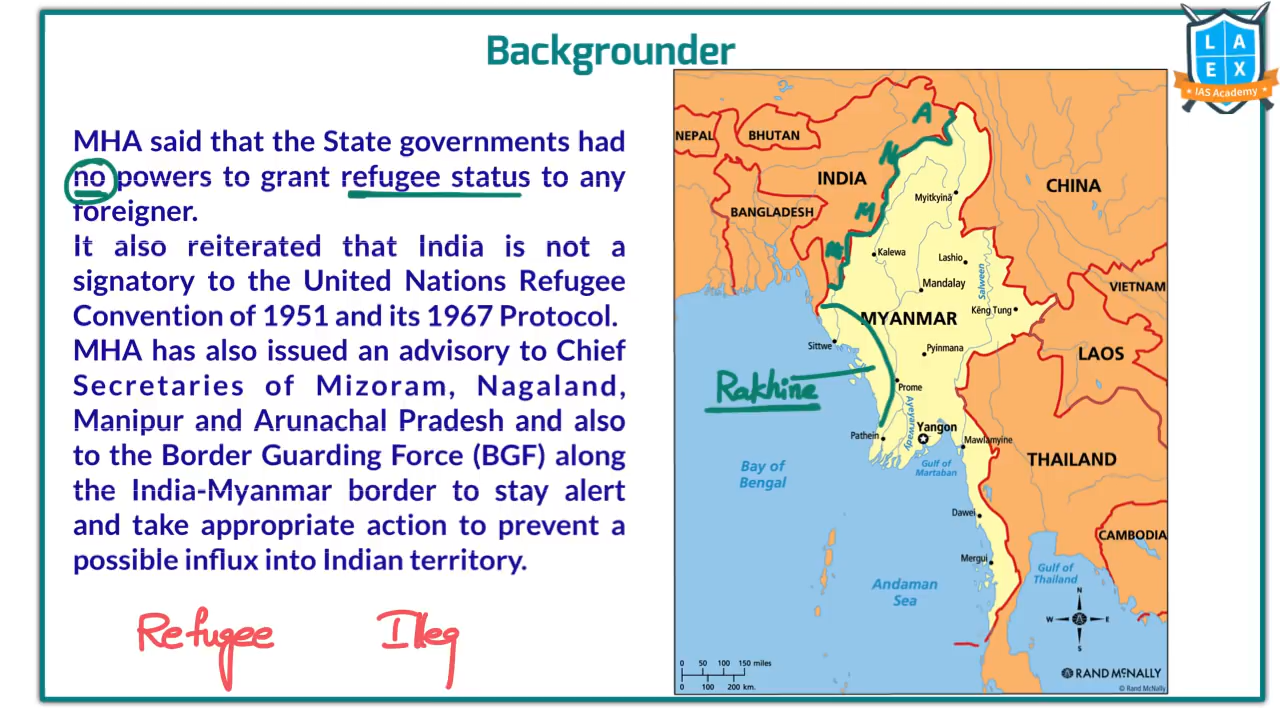 Backgrounder
L A
E X
IAS Academy
MHA said that the State governments had
no powers to grant refugee status to any
foreigner.
It also reiterated that India is not a
signatory to the United Nations Refugee
Convention of 1951 and its 1967 Protocol.
MHA has also issued an advisory to Chief
Secretaries of Mizoram, Nagaland,
Manipur and Arunachal Pradesh and also
to the Border Guarding Force (BGF) along
the India-Myanmar border to stay alert
and take appropriate action to prevent a
possible influx into Indian territory.
Refugee Illeg
A
N
M
M
NEPAL
BHUTAN
INDIA
CHINA
Myitkyinä
BANGLADESH
Kalewa
Lashio
Salween
Mandalay
VIETNAM
Këng Tung
MYANMAR
Sittwe
Pyinmana
LAOS
Rakhine
Prome
Ayeyarwady
Pathein
Yangon
Mawlamyine
THAILAND
Bay of
Bengal
Gulf of
Martaban
Dawei
CAMBODIA
Mergui
Andaman
Sea
Gulf of
Thailand
N
W E
S
0 50 100 150 miles
0 100 200 km.
RAND McNALLY
© Rand McNally